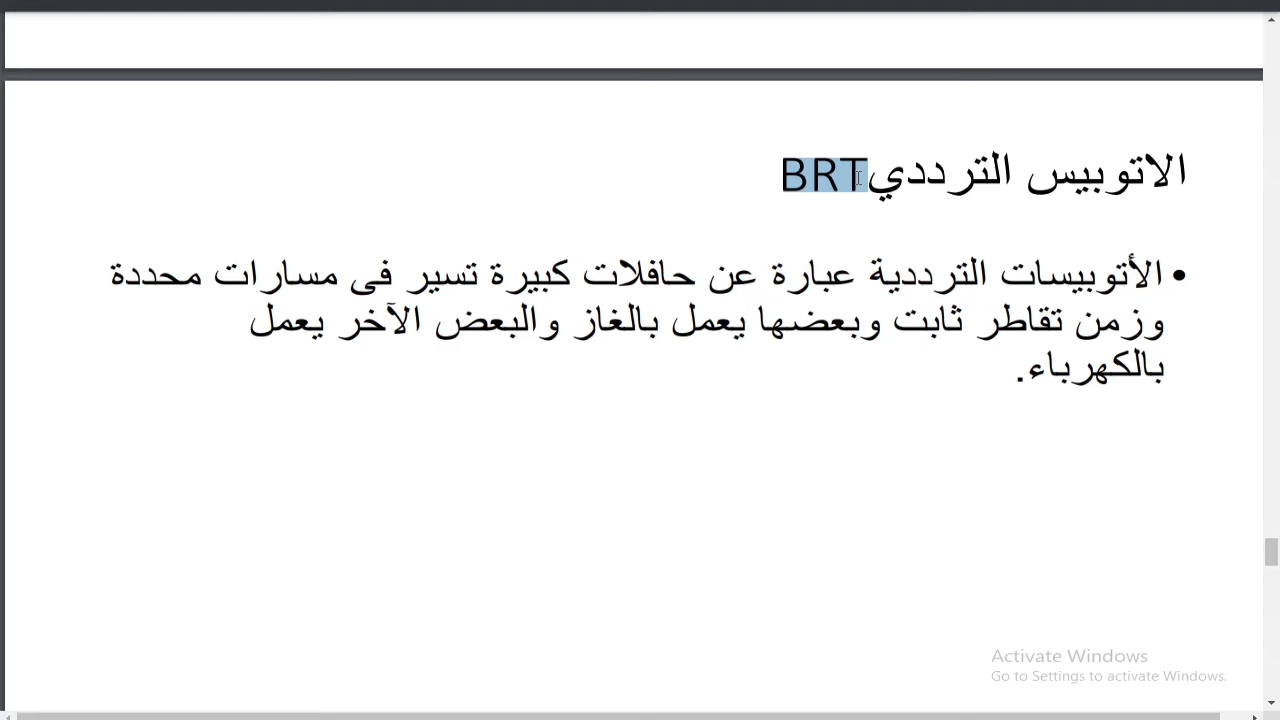 الاتوبيس الترددي BRT
• الأتوبيسات الترددية عبارة عن حافلات كبيرة تسير فى مسارات محددة
وزمن تقاطر ثابت وبعضها يعمل بالغاز والبعض الآخر يعمل
بالكهرباء.
Activate Windows
Go to Settings to activate Windows.